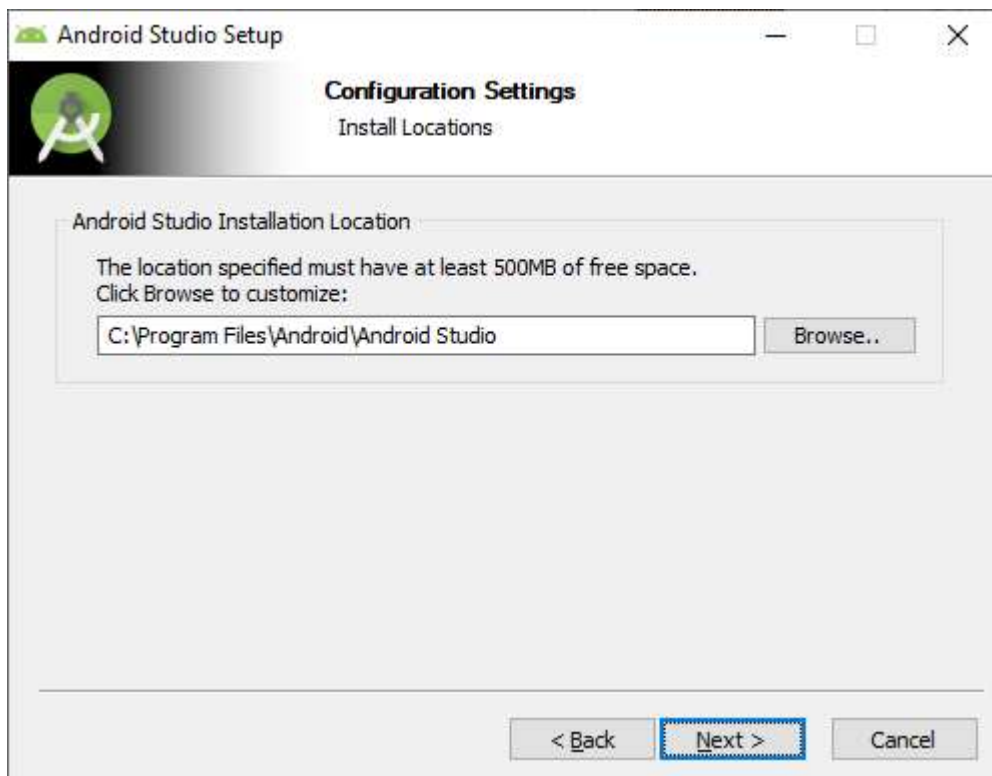 Android Studio Setup
Configuration Settings
Install Locations
Android Studio Installation Location
The location specified must have at least 500MB of free space.
Click Browse to customize:
C:\Program Files\Android\Android Studio
Browse..
< Back
Next >
Cancel